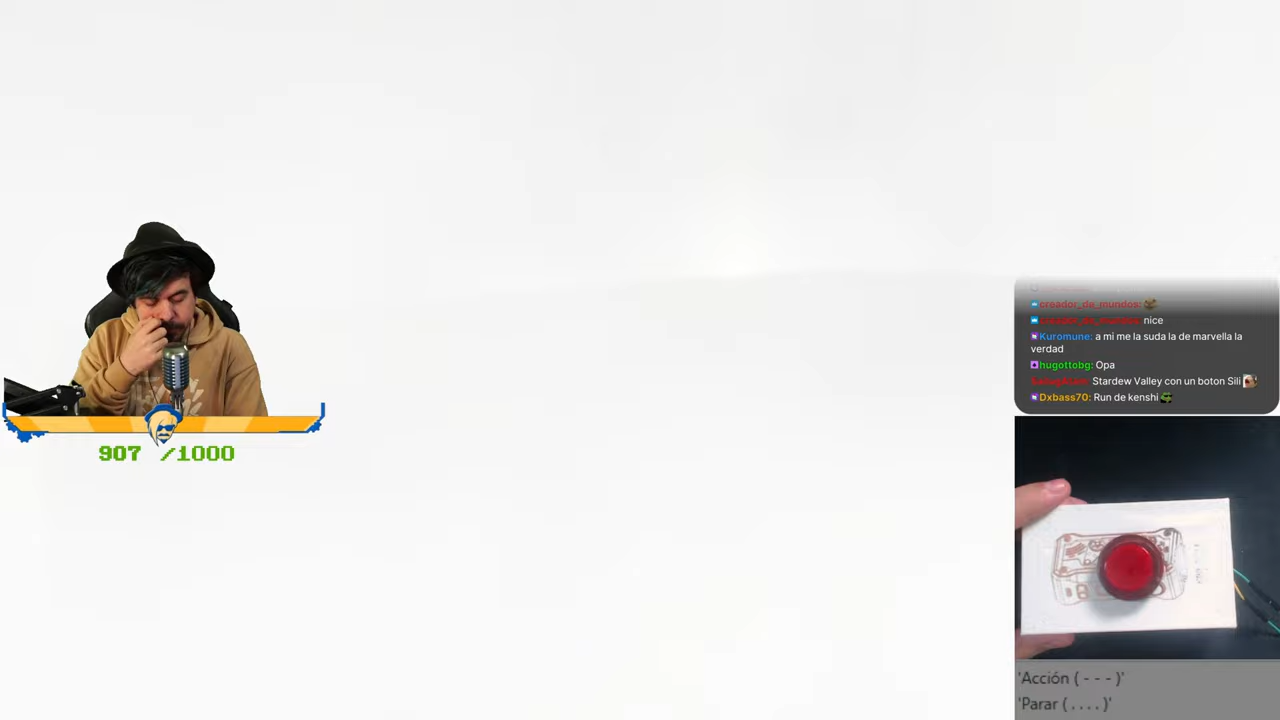 creador_de_mundos:
creador_de_mundos: nice
Kuromune: a mi me la suda la de marvella la
verdad
hugottobg: Opa
Stardew Valley con un boton Sili
Dxbass70: Run de kenshi
907 /1000
'Acción ( - - - )'
'Parar ( . . . . )'